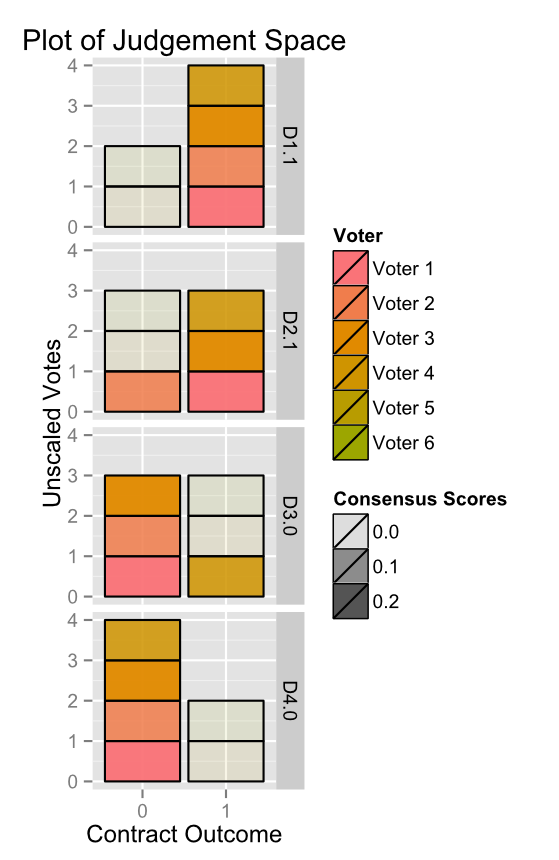 Plot of Judgement Space
Unscaled Votes
4
3
2
1
0
D1.1
4
3
2
1
0
D2.1
4
3
2
1
0
D3.0
4
3
2
1
0
D4.0
0 1
Contract Outcome
Voter
Voter 1
Voter 2
Voter 3
Voter 4
Voter 5
Voter 6
Consensus Scores
0.0
0.1
0.2